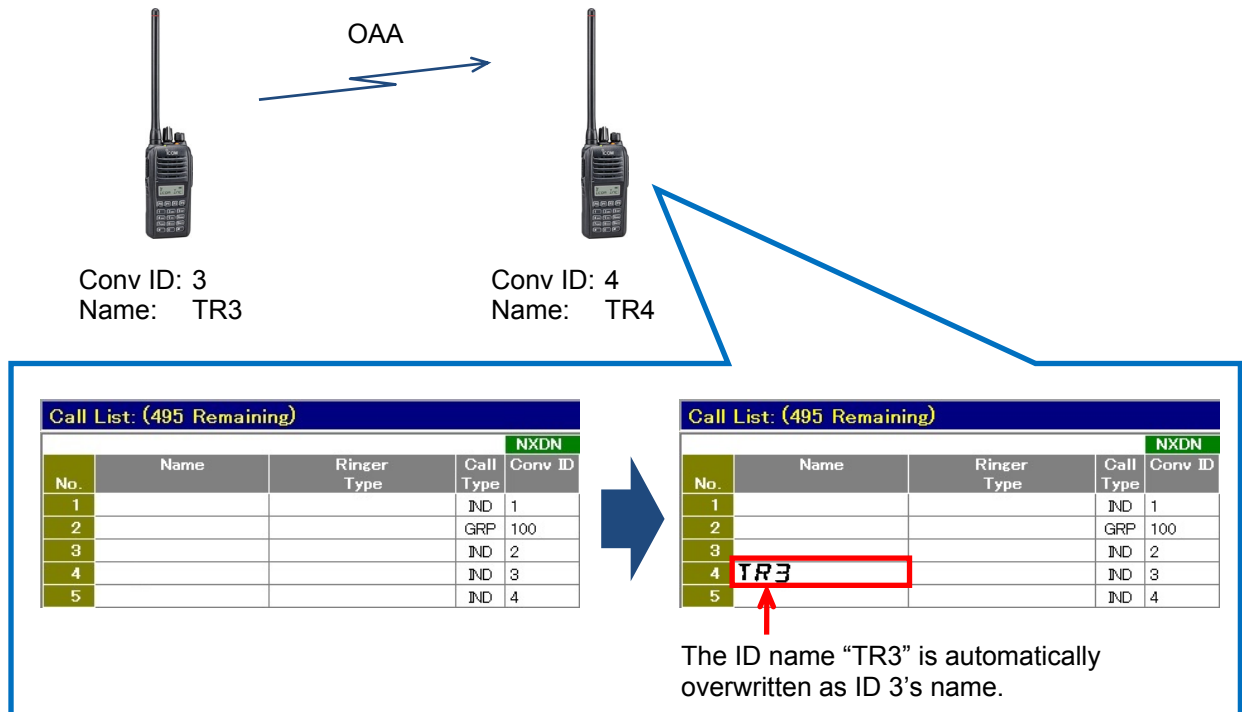 OAA
Conv ID: 3
Name: TR3
Conv ID: 4
Name: TR4
Call List: (495 Remaining)
NXDN
No. Name Ringer Type Call Type Conv ID
1 IND 1
2 GRP 100
3 IND 2
4 IND 3
5 IND 4
Call List: (495 Remaining)
NXDN
No. Name Ringer Type Call Type Conv ID
1 IND 1
2 GRP 100
3 IND 2
4 TR3 IND 3
5 IND 4
The ID name “TR3” is automatically
overwritten as ID 3’s name.